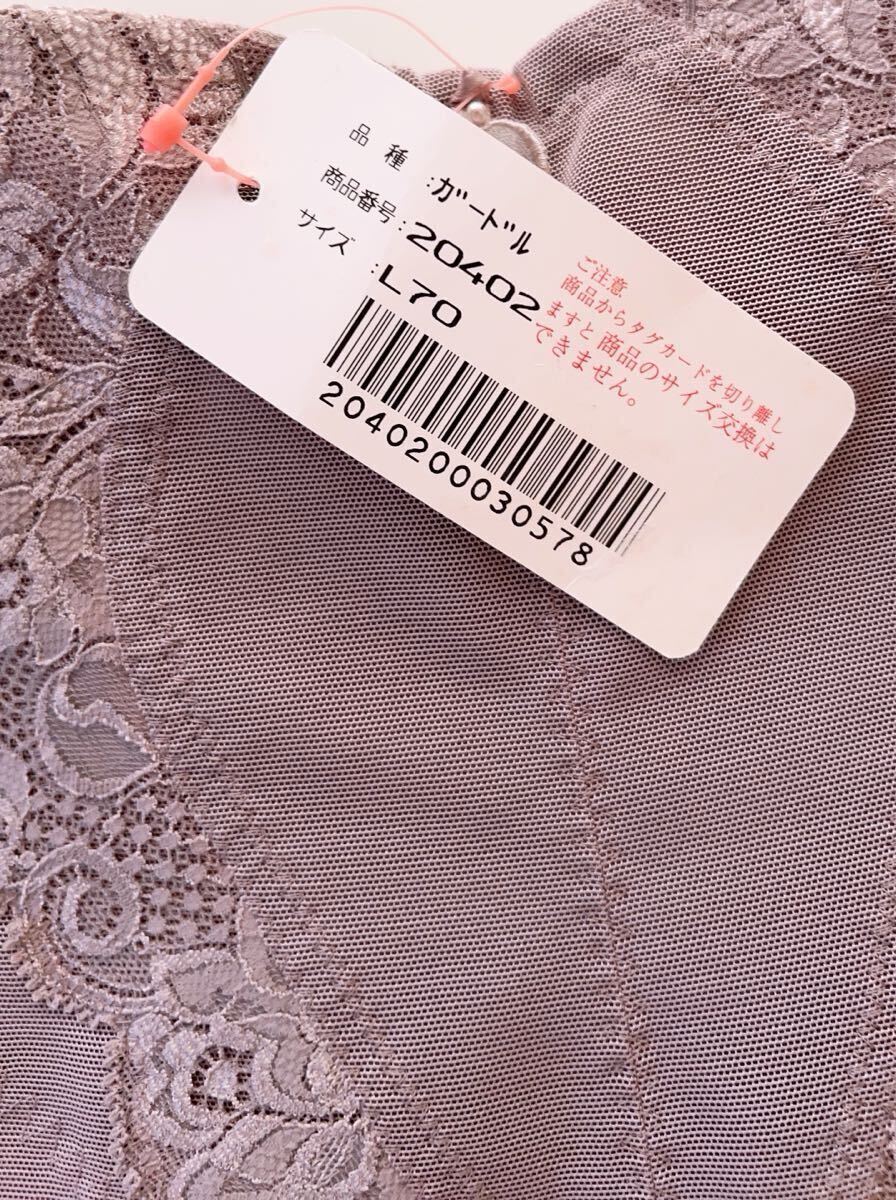 品種:ガードル
商品番号:20402
サイズ:L70
ご注意
商品からタグカードを切り離し
ますと商品のサイズ交換は
できません。
2040200030578